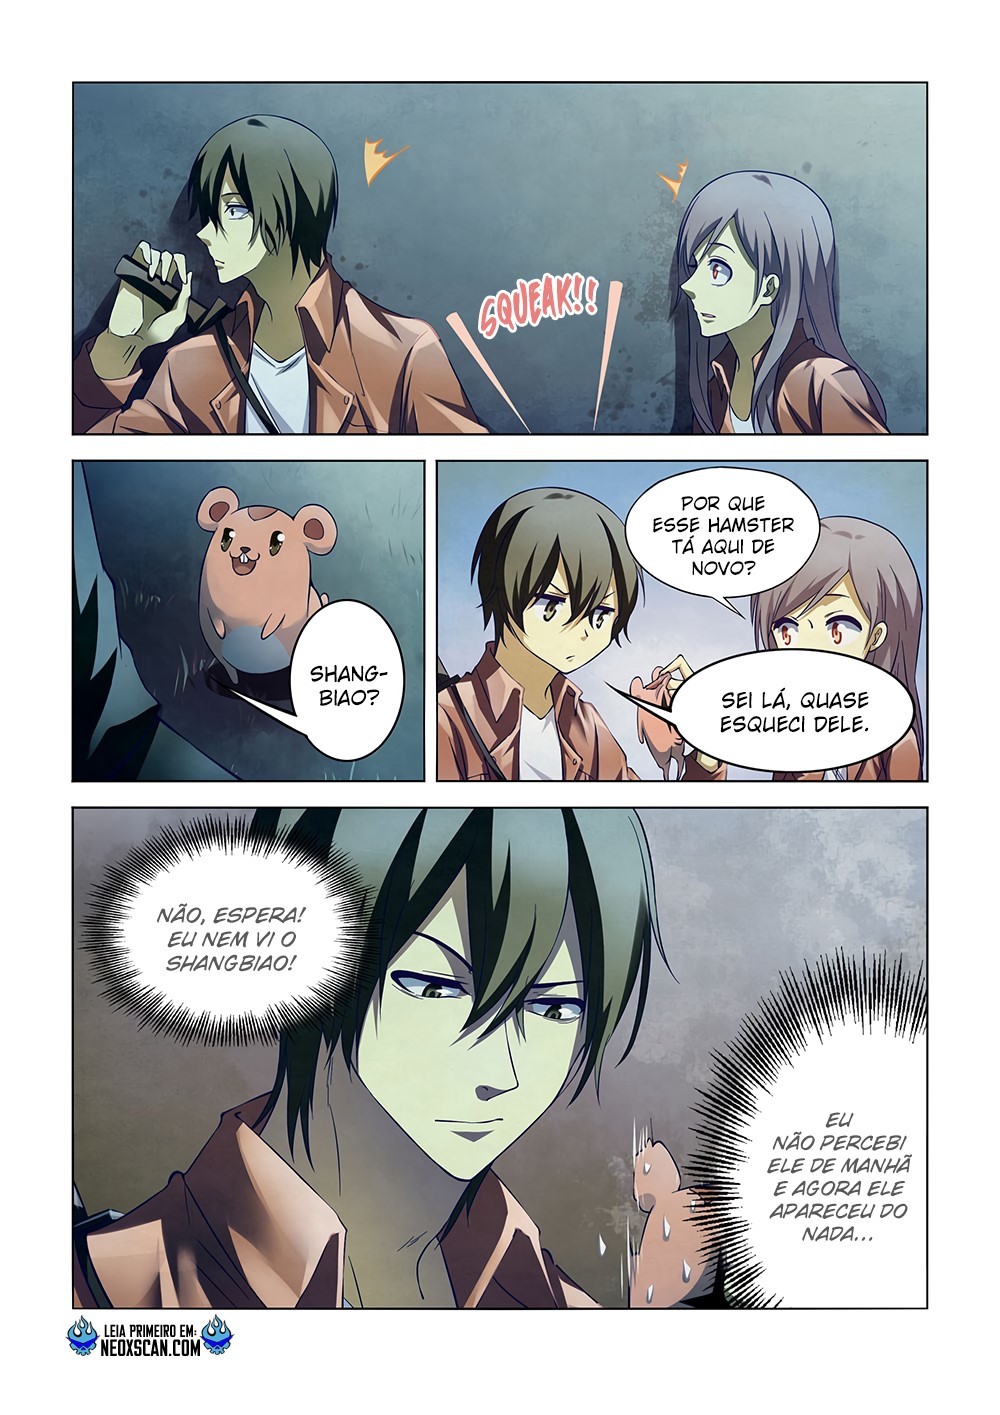 SQUEAK!!
POR QUE
ESSE HAMSTER
TÁ AQUI DE
NOVO?
SHANG-
BIAO?
SEI LÁ, QUASE
ESQUECI DELE.
NÃO, ESPERA!
EU NEM VI O
SHANGBIAO!
EU
NÃO PERCEBI
ELE DE MANHÃ
E AGORA ELE
APARECEU DO
NADA...
LEIA PRIMEIRO EM:
NEOXSCAN.COM